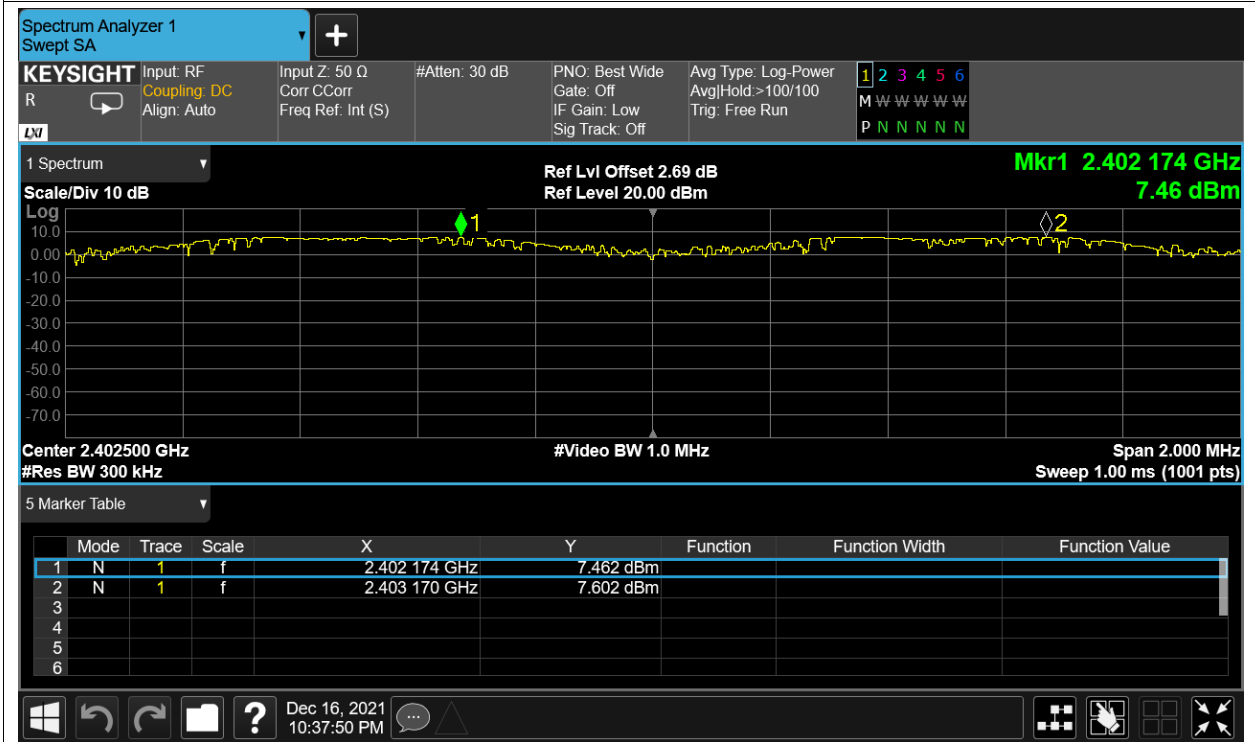 Spectrum Analyzer 1
Swept SA
+
KEYSIGHT Input: RF Input Z: 50 Ω #Atten: 30 dB PNO: Best Wide Avg Type: Log-Power 1 2 3 4 5 6
R Coupling: DC Corr CCorr Gate: Off Avg|Hold:>100/100 M W W W W W
Align: Auto Freq Ref: Int (S) IF Gain: Low Trig: Free Run
LXI Sig Track: Off P N N N N N
1 Spectrum Ref Lvl Offset 2.69 dB Mkr1 2.402 174 GHz
Scale/Div 10 dB Ref Level 20.00 dBm 7.46 dBm
Log
1 2
10.0
0.00
-10.0
-20.0
-30.0
-40.0
-50.0
-60.0
-70.0
Center 2.402500 GHz #Video BW 1.0 MHz Span 2.000 MHz
#Res BW 300 kHz Sweep 1.00 ms (1001 pts)
5 Marker Table
Mode Trace Scale X Y Function Function Width Function Value
1 N 1 f 2.402 174 GHz 7.462 dBm
2 N 1 f 2.403 170 GHz 7.602 dBm
3
4
5
6
? Dec 16, 2021
10:37:50 PM